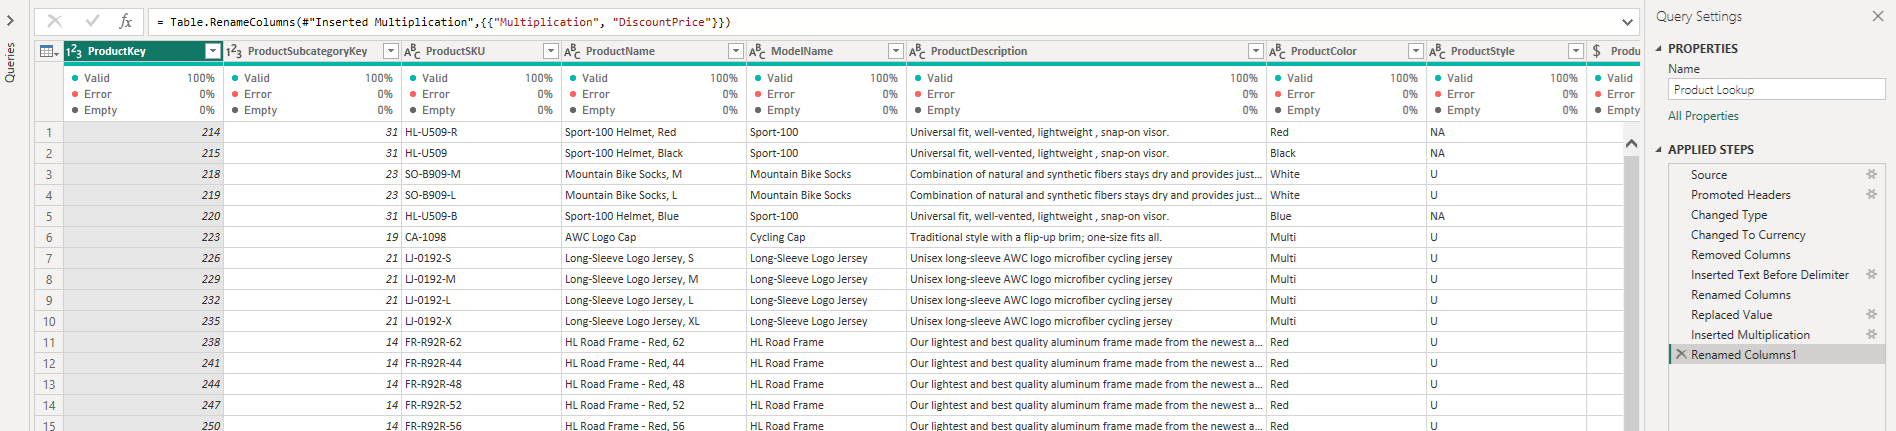 = Table.RenameColumns(#"Inserted Multiplication",{{"Multiplication", "DiscountPrice"}})
Queries
ProductKey ProductSubcategoryKey ProductSKU ProductName ModelName ProductDescription ProductColor ProductStyle $ Produ
Valid 100% Valid 100% Valid 100% Valid 100% Valid 100% Valid 100% Valid 100% Valid 100% Valid
Error 0% Error 0% Error 0% Error 0% Error 0% Error 0% Error 0% Error 0% Error
Empty 0% Empty 0% Empty 0% Empty 0% Empty 0% Empty 0% Empty 0% Empty 0% Empty
1 214 31 HL-U509-R Sport-100 Helmet, Red Sport-100 Universal fit, well-vented, lightweight , snap-on visor. Red NA
2 215 31 HL-U509 Sport-100 Helmet, Black Sport-100 Universal fit, well-vented, lightweight , snap-on visor. Black NA
3 218 23 SO-B909-M Mountain Bike Socks, M Mountain Bike Socks Combination of natural and synthetic fibers stays dry and provides just... White U
4 219 23 SO-B909-L Mountain Bike Socks, L Mountain Bike Socks Combination of natural and synthetic fibers stays dry and provides just... White U
5 220 31 HL-U509-B Sport-100 Helmet, Blue Sport-100 Universal fit, well-vented, lightweight , snap-on visor. Blue NA
6 223 19 CA-1098 AWC Logo Cap Cycling Cap Traditional style with a flip-up brim; one-size fits all. Multi U
7 226 21 LJ-0192-S Long-Sleeve Logo Jersey, S Long-Sleeve Logo Jersey Unisex long-sleeve AWC logo microfiber cycling jersey Multi U
8 229 21 LJ-0192-M Long-Sleeve Logo Jersey, M Long-Sleeve Logo Jersey Unisex long-sleeve AWC logo microfiber cycling jersey Multi U
9 232 21 LJ-0192-L Long-Sleeve Logo Jersey, L Long-Sleeve Logo Jersey Unisex long-sleeve AWC logo microfiber cycling jersey Multi U
10 235 21 LJ-0192-X Long-Sleeve Logo Jersey, XL Long-Sleeve Logo Jersey Unisex long-sleeve AWC logo microfiber cycling jersey Multi U
11 238 14 FR-R92R-62 HL Road Frame - Red, 62 HL Road Frame Our lightest and best quality aluminum frame made from the newest a... Red U
12 241 14 FR-R92R-44 HL Road Frame - Red, 44 HL Road Frame Our lightest and best quality aluminum frame made from the newest a... Red U
13 244 14 FR-R92R-48 HL Road Frame - Red, 48 HL Road Frame Our lightest and best quality aluminum frame made from the newest a... Red U
14 247 14 FR-R92R-52 HL Road Frame - Red, 52 HL Road Frame Our lightest and best quality aluminum frame made from the newest a... Red U
15 250 14 FR-R92R-56 HL Road Frame - Red, 56 HL Road Frame Our lightest and best quality aluminum frame made from the newest a... Red U
Query Settings
PROPERTIES
Name
Product Lookup
All Properties
APPLIED STEPS
Source
Promoted Headers
Changed Type
Changed To Currency
Removed Columns
Inserted Text Before Delimiter
Renamed Columns
Replaced Value
Inserted Multiplication
Renamed Columns1